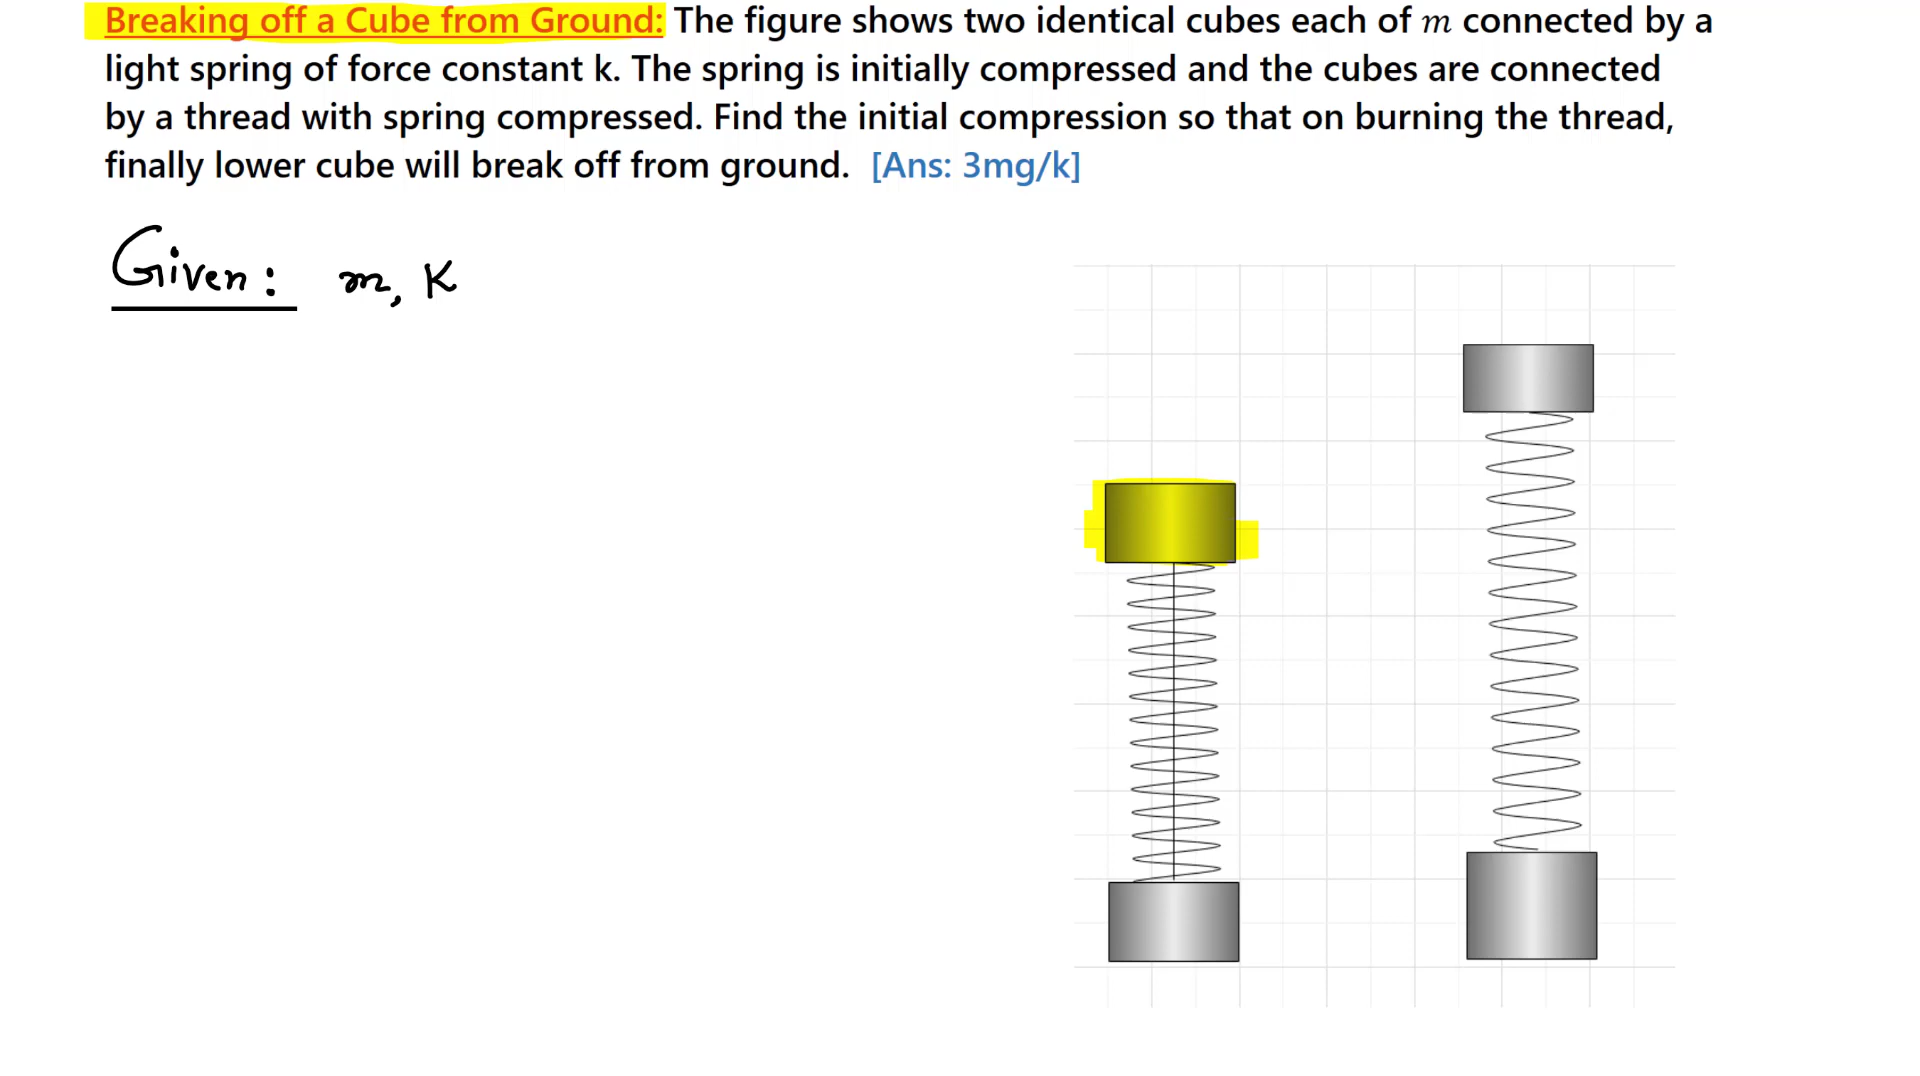 Breaking off a Cube from Ground: The figure shows two identical cubes each of m connected by a
light spring of force constant k. The spring is initially compressed and the cubes are connected
by a thread with spring compressed. Find the initial compression so that on burning the thread,
finally lower cube will break off from ground. [Ans: 3mg/k]
Given: m, K